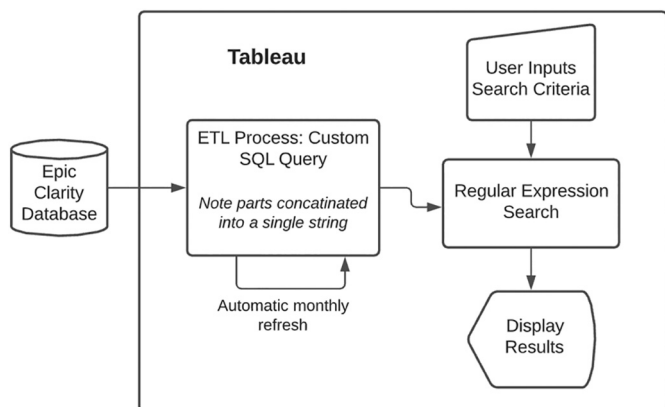 Tableau
User Inputs
Search Criteria
ETL Process: Custom
SQL Query
Note parts concatinated
into a single string
Epic
Clarity
Database
Regular Expression
Search
Automatic monthly
refresh
Display
Results